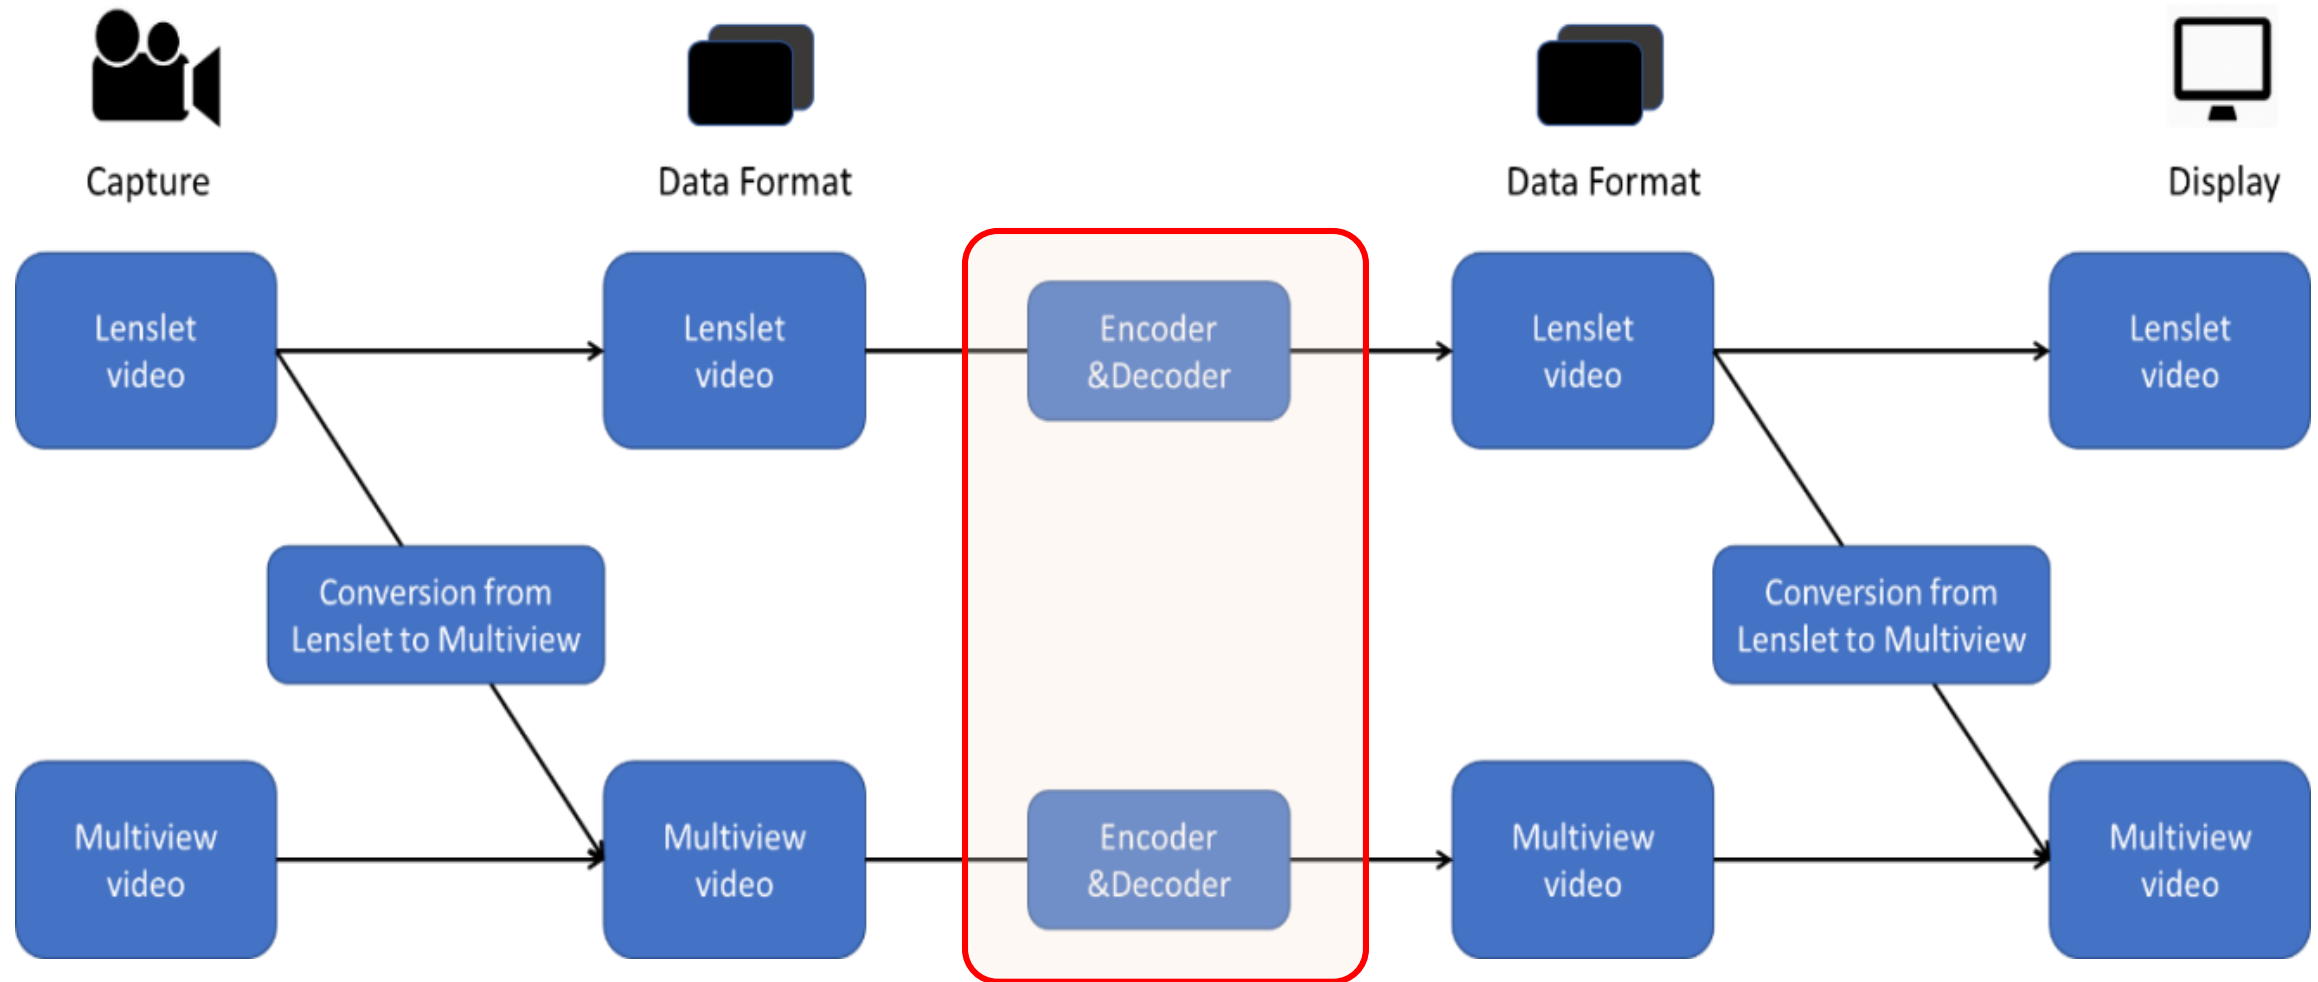 Capture
Data Format
Data Format
Display
Lenslet
video
Lenslet
video
Encoder
&Decoder
Lenslet
video
Lenslet
video
Conversion from
Lenslet to Multiview
Conversion from
Lenslet to Multiview
Multiview
video
Multiview
video
Encoder
&Decoder
Multiview
video
Multiview
video